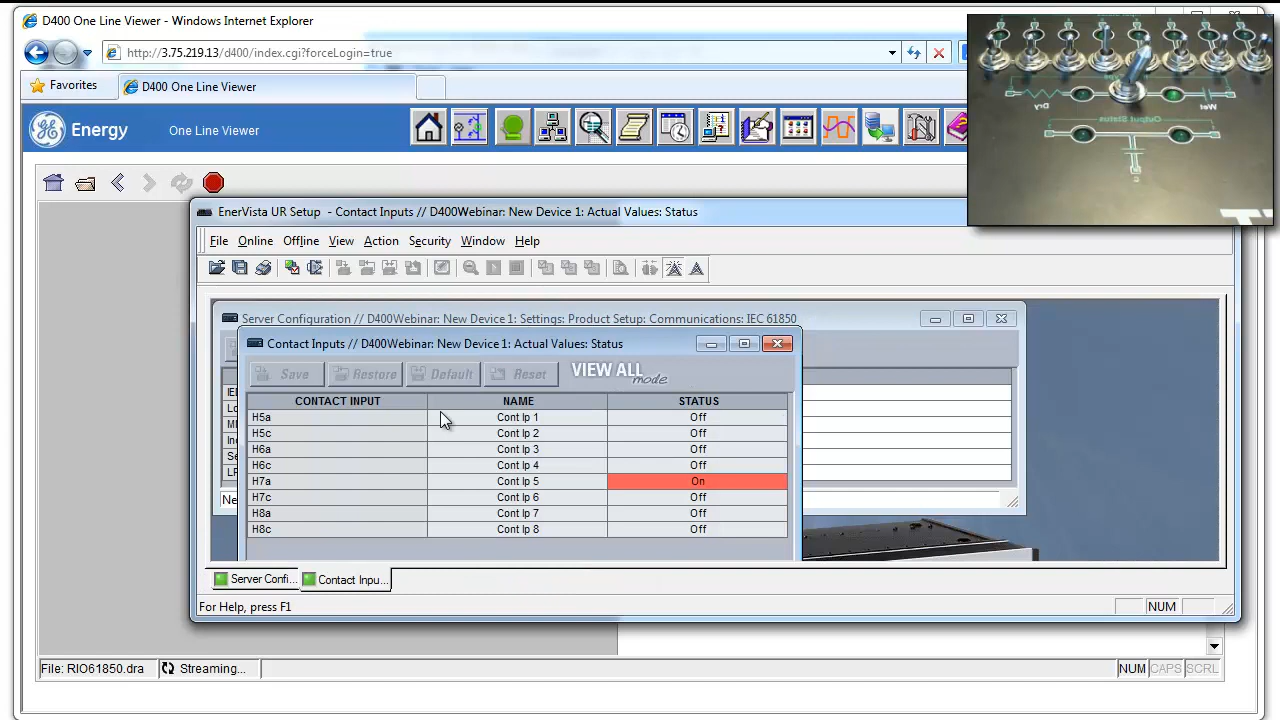 D400 One Line Viewer - Windows Internet Explorer
http://3.75.219.13/d400/index.cgi?forceLogin=true
Favorites
D400 One Line Viewer
Energy
One Line Viewer
Dry
Wet
Output Status
EnerVista UR Setup - Contact Inputs // D400Webinar: New Device 1: Actual Values: Status
File Online Offline View Action Security Window Help
Server Configuration // D400Webinar: New Device 1: Settings: Product Setup: Communications: IEC 61850
Contact Inputs // D400Webinar: New Device 1: Actual Values: Status
Save Restore Default Reset VIEW ALL mode
CONTACT INPUT NAME STATUS
H5a Cont Ip 1 Off
H5c Cont Ip 2 Off
H6a Cont Ip 3 Off
H6c Cont Ip 4 Off
H7a Cont Ip 5 On
H7c Cont Ip 6 Off
H8a Cont Ip 7 Off
H8c Cont Ip 8 Off
Server Confi... Contact Inpu...
For Help, press F1
NUM
File: RIO61850.dra Streaming...
NUM CAPS SCRL